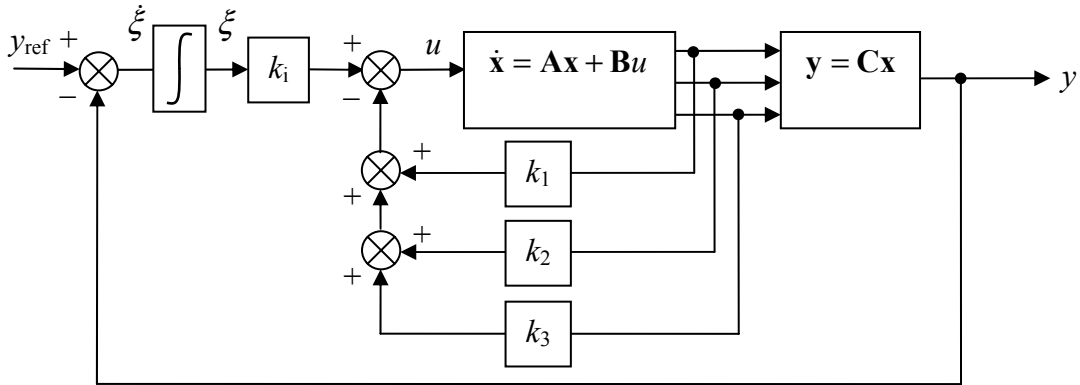 y_ref + − ξ̇ ∫ ξ k_i + − u ẋ = Ax + Bu y = Cx y
+ + k_1
+ + k_2
k_3